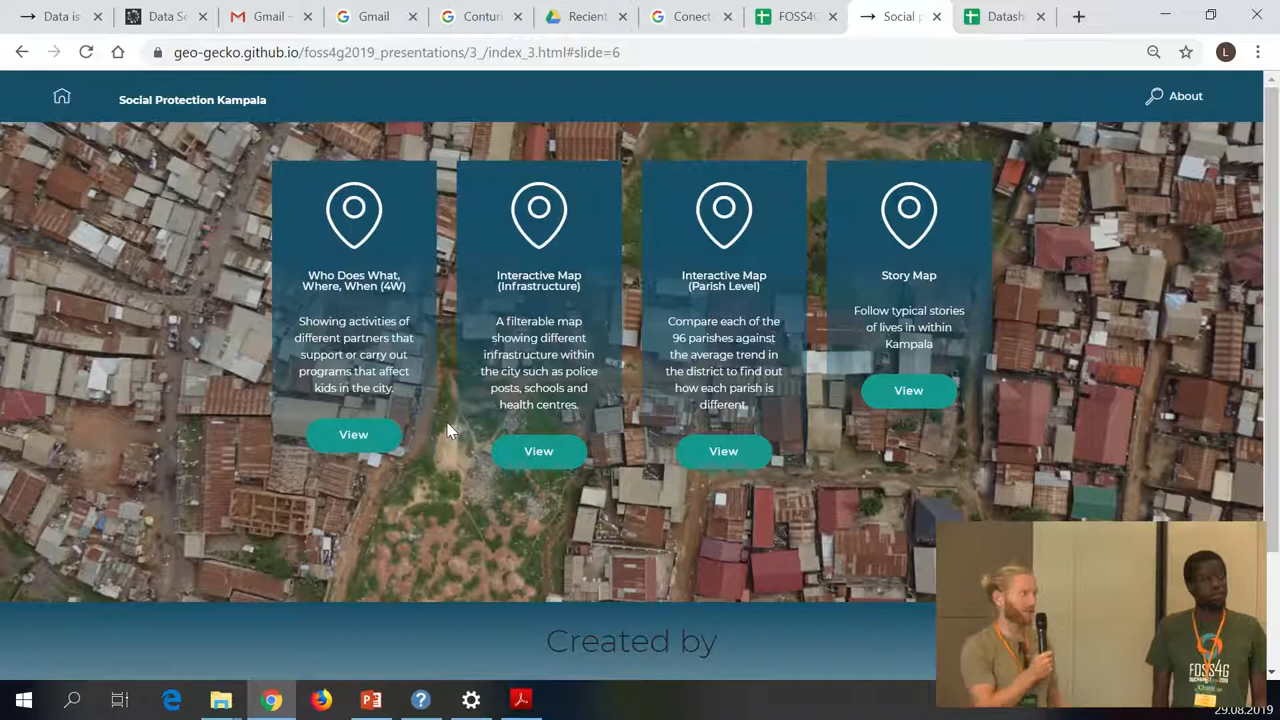 Data is
Data Sc
Gmail -
Gmail
Contur
Recient
Conect
FOSS4G
Social p
Datash
geo-gecko.github.io/foss4g2019_presentations/3_/index_3.html#slide=6
L
Social Protection Kampala
About
Who Does What,
Where, When (4W)
Showing activities of
different partners that
support or carry out
programs that affect
kids in the city.
View
Interactive Map
(Infrastructure)
A filterable map
showing different
infrastructure within
the city such as police
posts, schools and
health centres.
View
Interactive Map
(Parish Level)
Compare each of the
96 parishes against
the average trend in
the district to find out
how each parish is
different.
View
Story Map
Follow typical stories
of lives in within
Kampala
View
Created by
FOSS4G
29.08.2019